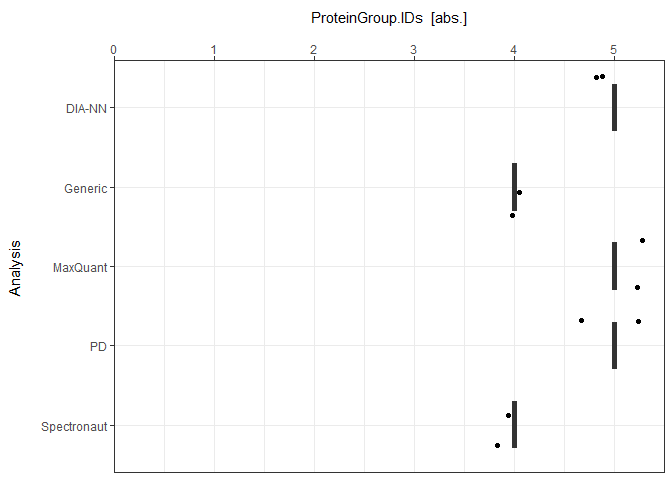 ProteinGroup.IDs [abs.]
0 1 2 3 4 5
DIA-NN
Generic
MaxQuant
PD
Spectronaut
Analysis